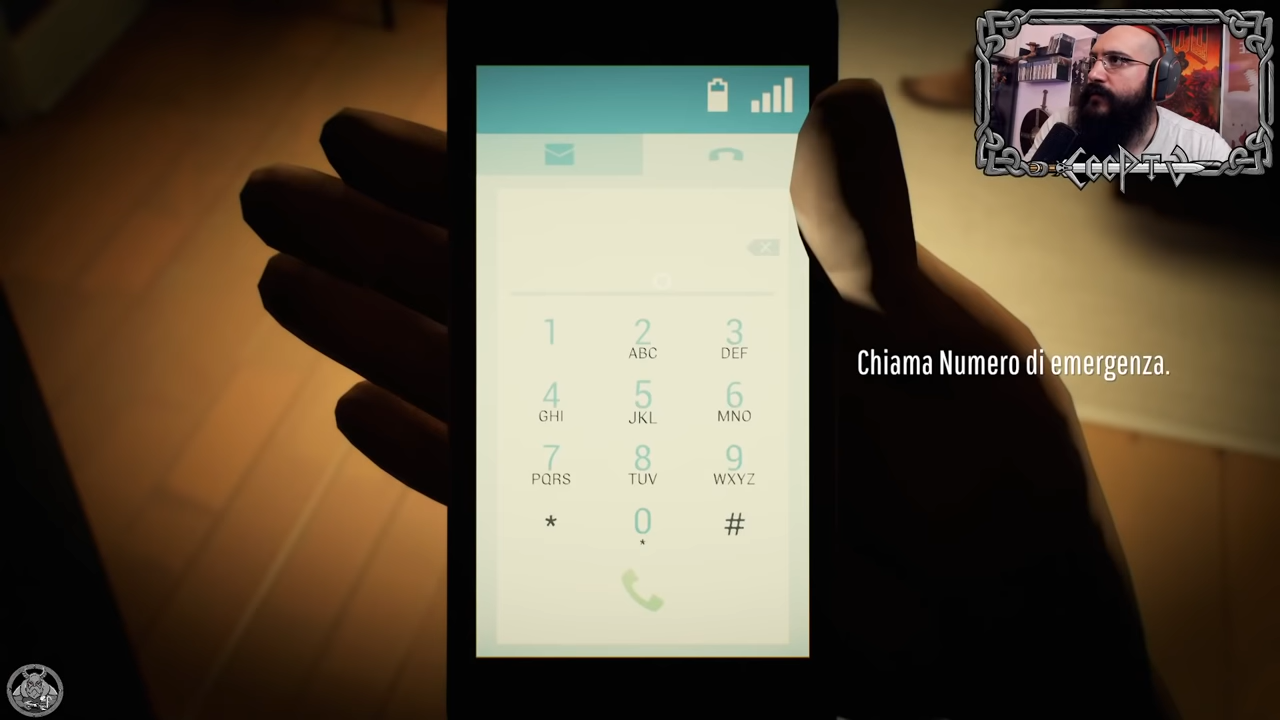 1
2
ABC
3
DEF
4
GHI
5
JKL
6
MNO
7
PQRS
8
TUV
9
WXYZ
*
0
*
#
Chiama Numero di emergenza.